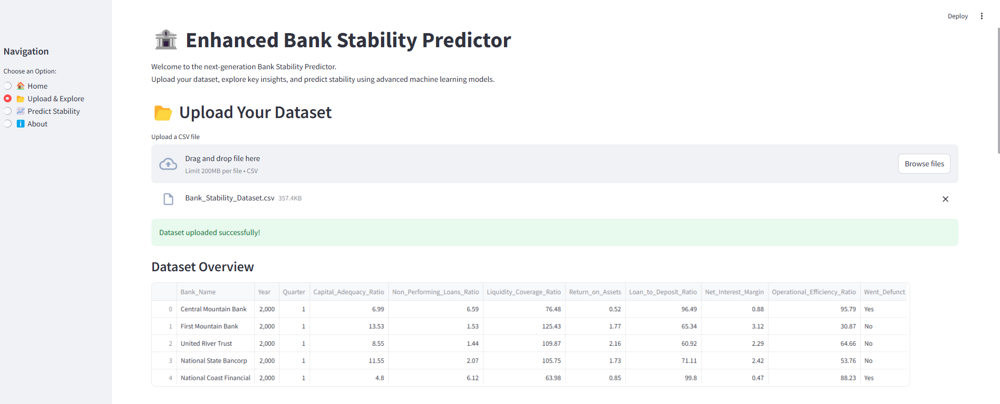 Deploy
Navigation
Choose an Option:
Home
Upload & Explore
Predict Stability
About
Enhanced Bank Stability Predictor
Welcome to the next-generation Bank Stability Predictor.
Upload your dataset, explore key insights, and predict stability using advanced machine learning models.
Upload Your Dataset
Upload a CSV file
Drag and drop file here
Limit 200MB per file • CSV
Browse files
Bank_Stability_Dataset.csv 357.4KB
Dataset uploaded successfully!
Dataset Overview
Bank_Name Year Quarter Capital_Adequacy_Ratio Non_Performing_Loans_Ratio Liquidity_Coverage_Ratio Return_on_Assets Loan_to_Deposit_Ratio Net_Interest_Margin Operational_Efficiency_Ratio Went_Defunct
0 Central Mountain Bank 2,000 1 6.99 6.59 76.48 0.52 96.49 0.88 95.79 Yes
1 First Mountain Bank 2,000 1 13.53 1.53 125.43 1.77 65.34 3.12 30.87 No
2 United River Trust 2,000 1 8.55 1.44 109.87 2.16 60.92 2.29 64.66 No
3 National State Bancorp 2,000 1 11.55 2.07 105.75 1.73 71.11 2.42 53.76 No
4 National Coast Financial 2,000 1 4.8 6.12 63.98 0.85 99.8 0.47 88.23 Yes